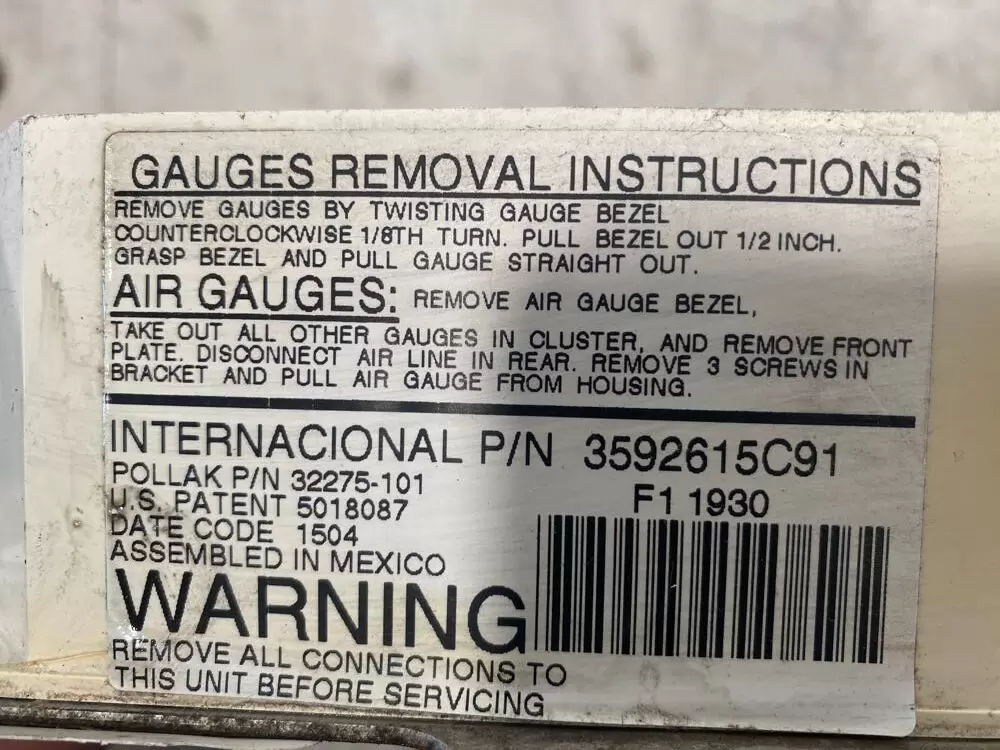 GAUGES REMOVAL INSTRUCTIONS
REMOVE GAUGES BY TWISTING GAUGE BEZEL
COUNTERCLOCKWISE 1/8TH TURN. PULL BEZEL OUT 1/2 INCH.
GRASP BEZEL AND PULL GAUGE STRAIGHT OUT.
AIR GAUGES: REMOVE AIR GAUGE BEZEL,
TAKE OUT ALL OTHER GAUGES IN CLUSTER, AND REMOVE FRONT
PLATE. DISCONNECT AIR LINE IN REAR. REMOVE 3 SCREWS IN
BRACKET AND PULL AIR GAUGE FROM HOUSING.
INTERNACIONAL P/N 3592615C91
POLLAK P/N 32275-101
F1 1930
U.S. PATENT 5018087
DATE CODE 1504
ASSEMBLED IN MEXICO
WARNING
REMOVE ALL CONNECTIONS TO
THIS UNIT BEFORE SERVICING